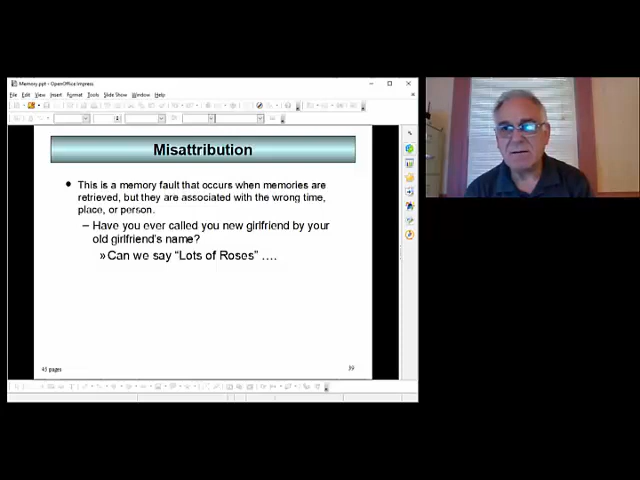 Memory.ppt - OpenOffice Impress
File Edit View Insert Format Tools Slide Show Window Help
Misattribution
• This is a memory fault that occurs when memories are
retrieved, but they are associated with the wrong time,
place, or person.
– Have you ever called you new girlfriend by your
old girlfriend's name?
» Can we say “Lots of Roses” ….
45 pages
39